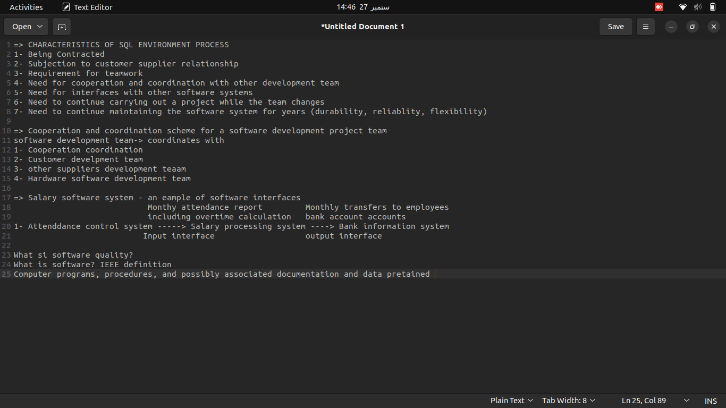 Activities Text Editor 14:46 27 سبتمبر
Open *Untitled Document 1 Save
1 => CHARACTERISTICS OF SQL ENVIRONMENT PROCESS
2 1- Being Contracted
3 2- Subjection to customer supplier relationship
4 3- Requirement for teamwork
5 4- Need for cooperation and coordination with other development team
6 5- Need for interfaces with other software systems
7 6- Need to continue carrying out a project while the team changes
8 7- Need to continue maintaining the software system for years (durability, reliablity, flexibility)
9
10 => Cooperation and coordination scheme for a software development project team
11 software development team-> coordinates with
12 1- Cooperation coordination
13 2- Customer develpment team
14 3- other suppliers development teaam
15 4- Hardware software development team
16
17 => Salary software system - an eample of software interfaces
18 Monthy attendance report Monthly transfers to employees
19 including overtime calculation bank account accounts
20 1- Attenddance control system -----> Salary processing system ----> Bank information system
21 Input interface output interface
22
23 What si software quality?
24 What is software? IEEE definition
25 Computer programs, procedures, and possibly associated documentation and data pretained
Plain Text Tab Width: 8 Ln 25, Col 89 INS